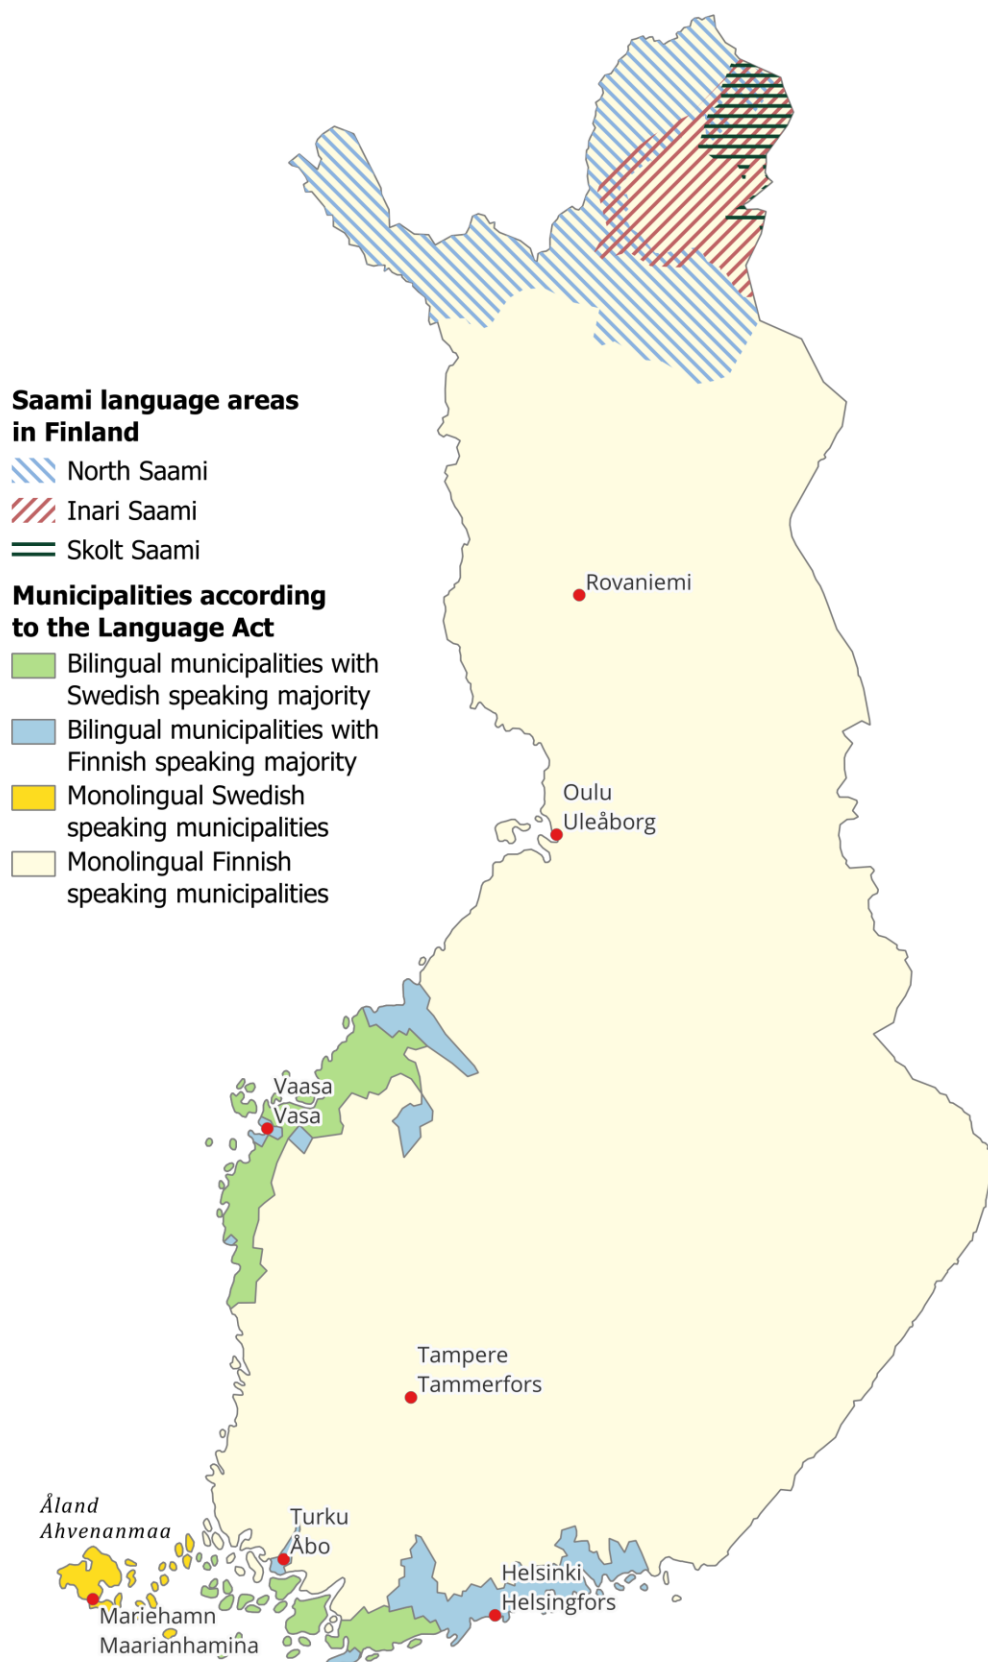 Saami language areas
in Finland
North Saami
Inari Saami
Skolt Saami
Municipalities according
to the Language Act
Bilingual municipalities with
Swedish speaking majority
Bilingual municipalities with
Finnish speaking majority
Monolingual Swedish
speaking municipalities
Monolingual Finnish
speaking municipalities
Rovaniemi
Oulu
Uleåborg
Vaasa
Vasa
Tampere
Tammerfors
Åland
Ahvenanmaa
Turku
Åbo
Helsinki
Helsingfors
Mariehamn
Maarianhamina